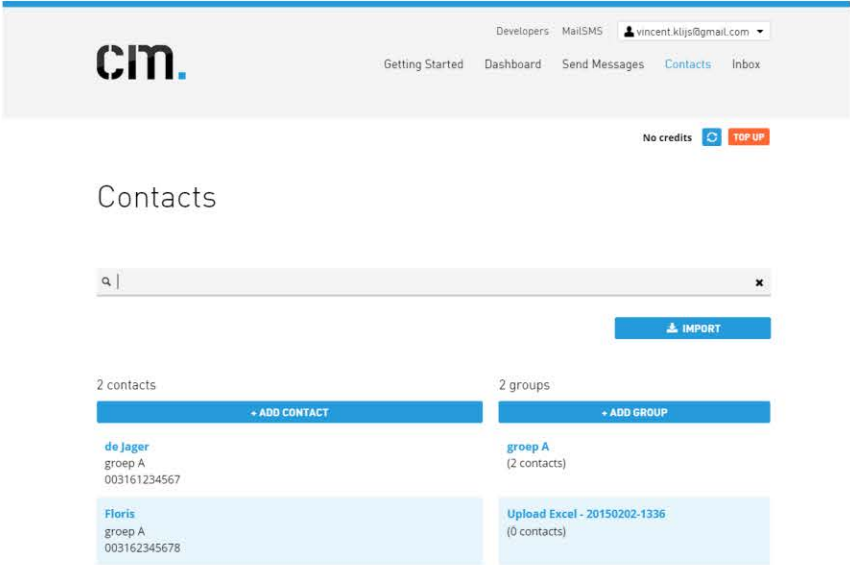 Developers MailSMS vincent.klijs@gmail.com
cm.
Getting Started Dashboard Send Messages Contacts Inbox
No credits TOP UP
Contacts
IMPORT
2 contacts 2 groups
+ ADD CONTACT + ADD GROUP
de Jager groep A
groep A (2 contacts)
003161234567
Floris Upload Excel - 20150202-1336
groep A (0 contacts)
003162345678